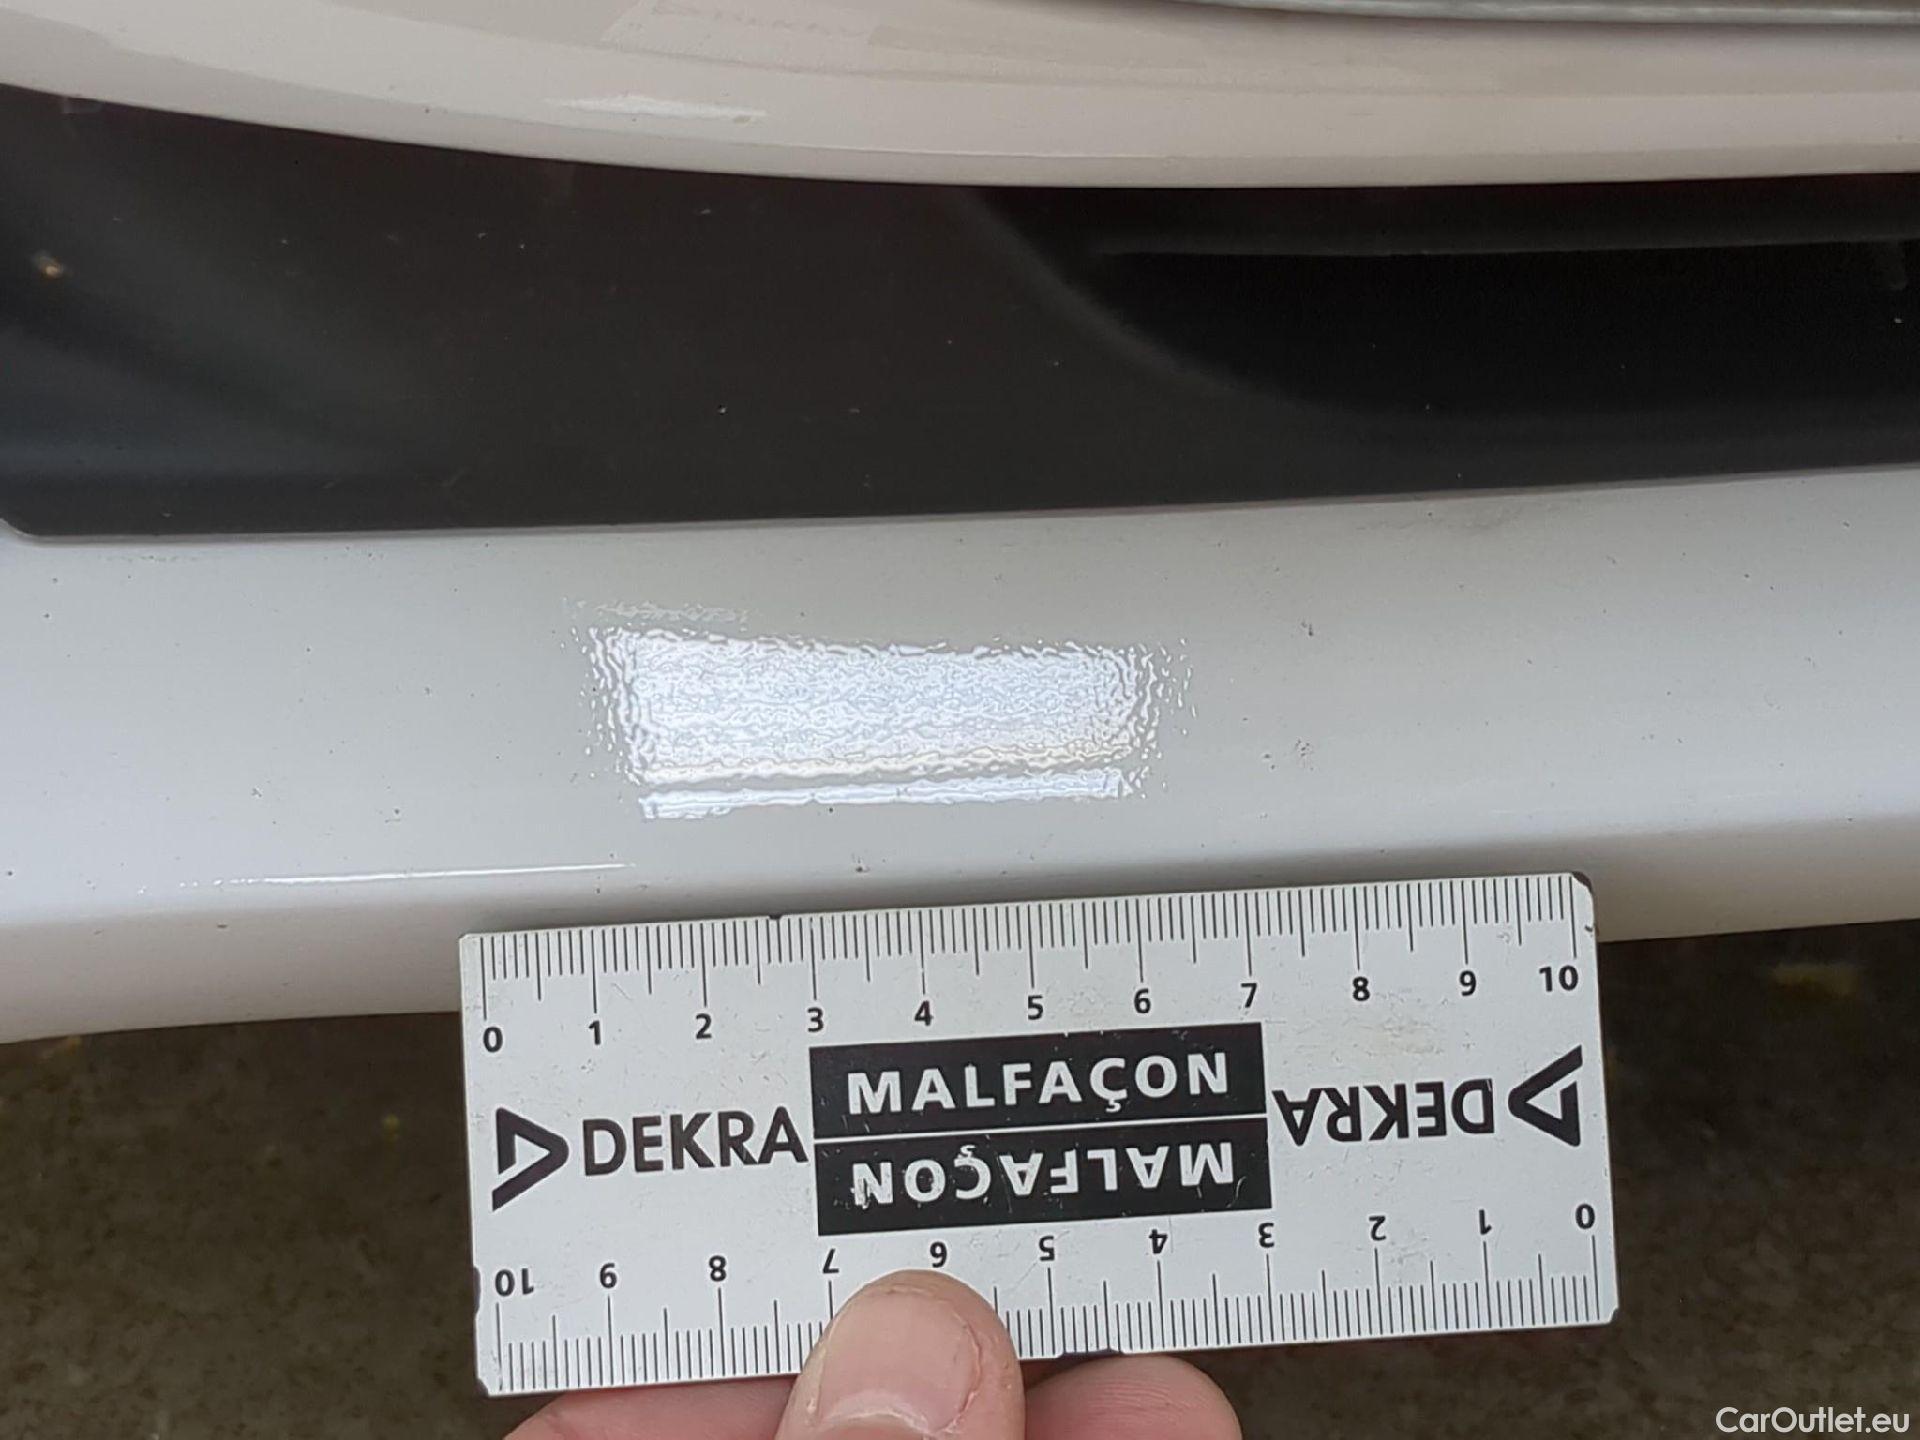 0 1 2 3 4 5 6 7 8 9 10
MALFAÇON
DEKRA
DEKRA
MALFAÇON
10 9 8 7 6 5 4 3 2 1 0
CarOutlet.eu